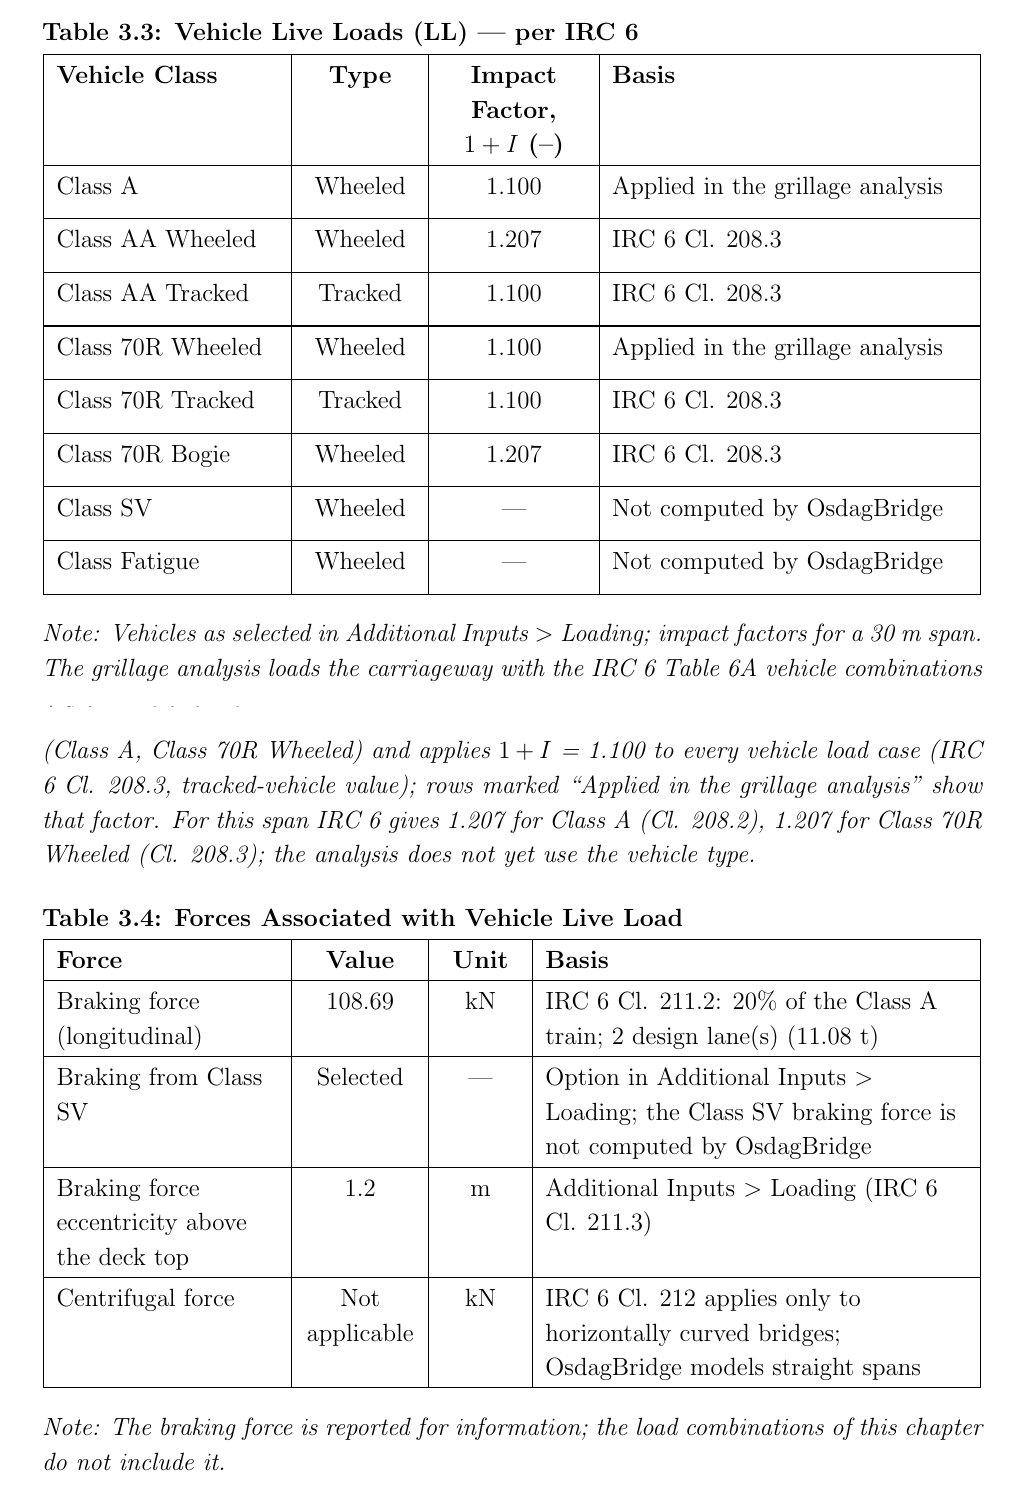 Table 3.3: Vehicle Live Loads (LL) — per IRC 6
Vehicle Class Type Impact Factor, 1 + I (–) Basis
Class A Wheeled 1.100 Applied in the grillage analysis
Class AA Wheeled Wheeled 1.207 IRC 6 Cl. 208.3
Class AA Tracked Tracked 1.100 IRC 6 Cl. 208.3
Class 70R Wheeled Wheeled 1.100 Applied in the grillage analysis
Class 70R Tracked Tracked 1.100 IRC 6 Cl. 208.3
Class 70R Bogie Wheeled 1.207 IRC 6 Cl. 208.3
Class SV Wheeled — Not computed by OsdagBridge
Class Fatigue Wheeled — Not computed by OsdagBridge
Note: Vehicles as selected in Additional Inputs > Loading; impact factors for a 30 m span.
The grillage analysis loads the carriageway with the IRC 6 Table 6A vehicle combinations
(Class A, Class 70R Wheeled) and applies 1 + I = 1.100 to every vehicle load case (IRC
6 Cl. 208.3, tracked-vehicle value); rows marked “Applied in the grillage analysis” show
that factor. For this span IRC 6 gives 1.207 for Class A (Cl. 208.2), 1.207 for Class 70R
Wheeled (Cl. 208.3); the analysis does not yet use the vehicle type.
Table 3.4: Forces Associated with Vehicle Live Load
Force Value Unit Basis
Braking force 108.69 kN IRC 6 Cl. 211.2: 20% of the Class A
(longitudinal) train; 2 design lane(s) (11.08 t)
Braking from Class Selected — Option in Additional Inputs >
SV Loading; the Class SV braking force is
not computed by OsdagBridge
Braking force 1.2 m Additional Inputs > Loading (IRC 6
eccentricity above Cl. 211.3)
the deck top
Centrifugal force Not kN IRC 6 Cl. 212 applies only to
applicable horizontally curved bridges;
OsdagBridge models straight spans
Note: The braking force is reported for information; the load combinations of this chapter
do not include it.